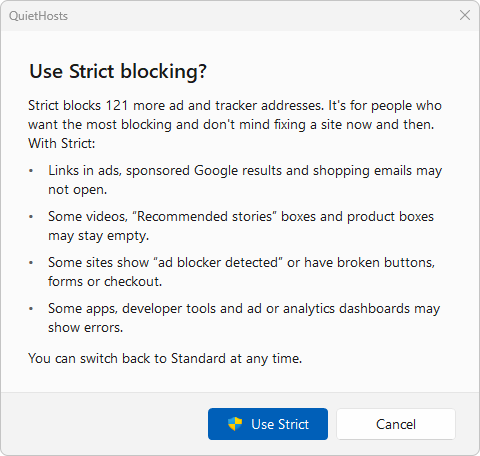 QuietHosts
Use Strict blocking?
Strict blocks 121 more ad and tracker addresses. It's for people who
want the most blocking and don't mind fixing a site now and then.
With Strict:
• Links in ads, sponsored Google results and shopping emails may
not open.
• Some videos, “Recommended stories” boxes and product boxes
may stay empty.
• Some sites show “ad blocker detected” or have broken buttons,
forms or checkout.
• Some apps, developer tools and ad or analytics dashboards may
show errors.
You can switch back to Standard at any time.
Use Strict
Cancel